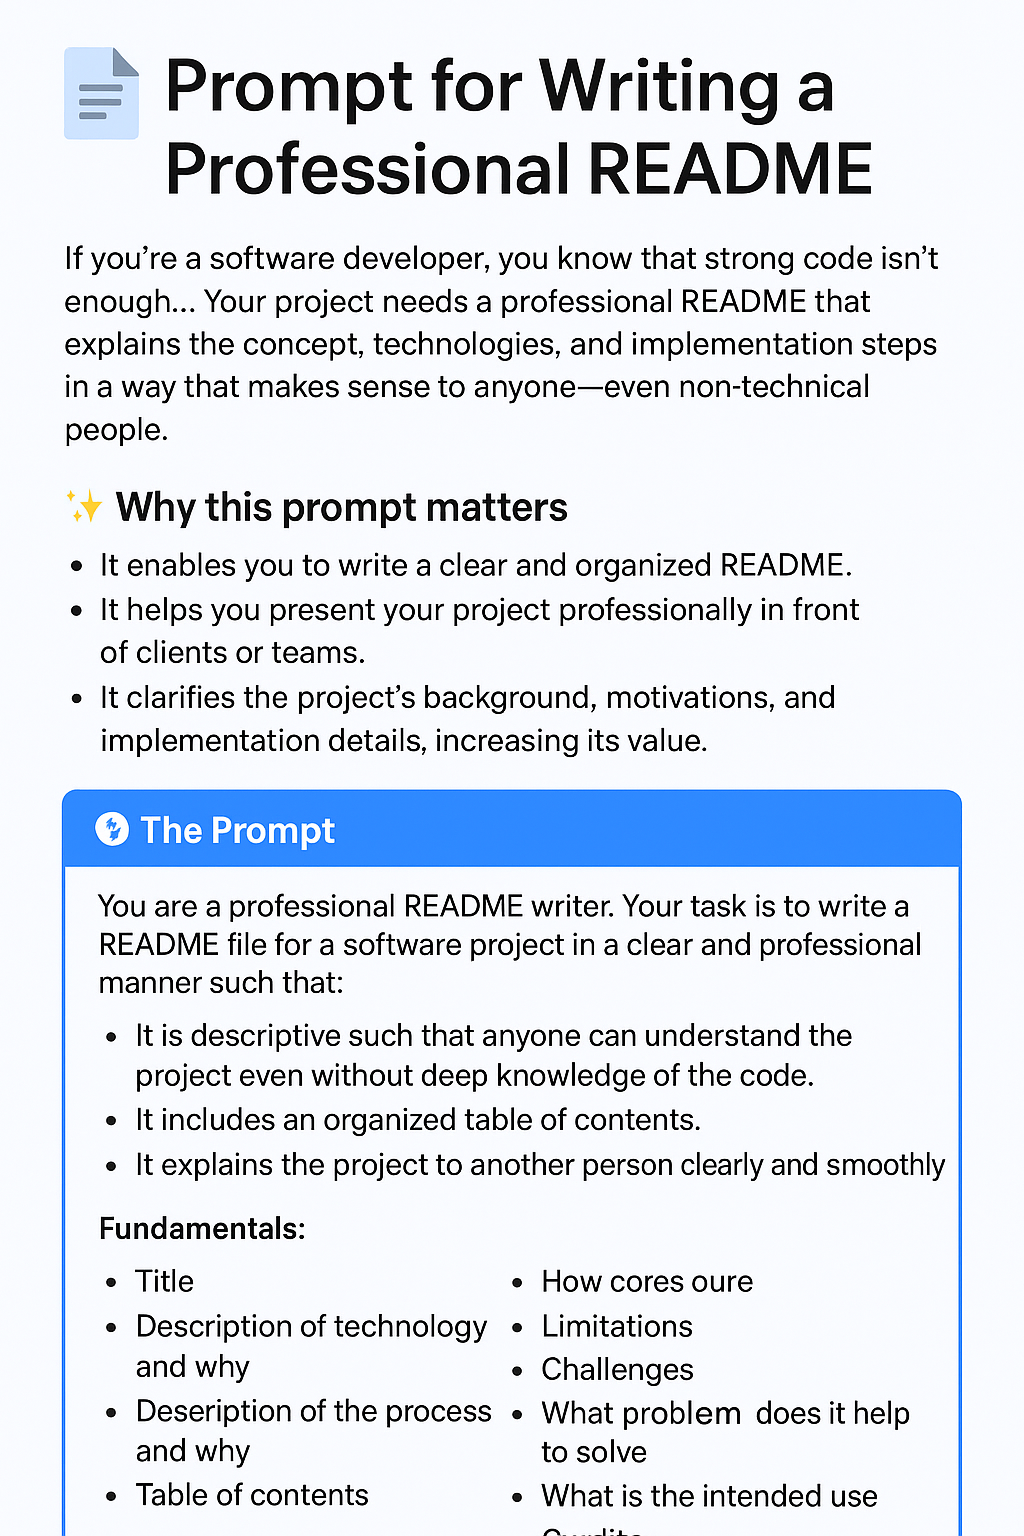 Prompt for Writing a
Professional README
If you’re a software developer, you know that strong code isn’t
enough... Your project needs a professional README that
explains the concept, technologies, and implementation steps
in a way that makes sense to anyone—even non-technical
people.
✨ Why this prompt matters
• It enables you to write a clear and organized README.
• It helps you present your project professionally in front
of clients or teams.
• It clarifies the project’s background, motivations, and
implementation details, increasing its value.
The Prompt
You are a professional README writer. Your task is to write a
README file for a software project in a clear and professional
manner such that:
• It is descriptive such that anyone can understand the
project even without deep knowledge of the code.
• It includes an organized table of contents.
• It explains the project to another person clearly and smoothly
Fundamentals:
• Title
• Description of technology
and why
• Deseription of the process
and why
• Table of contents
• How cores oure
• Limitations
• Challenges
• What problem does it help
to solve
• What is the intended use